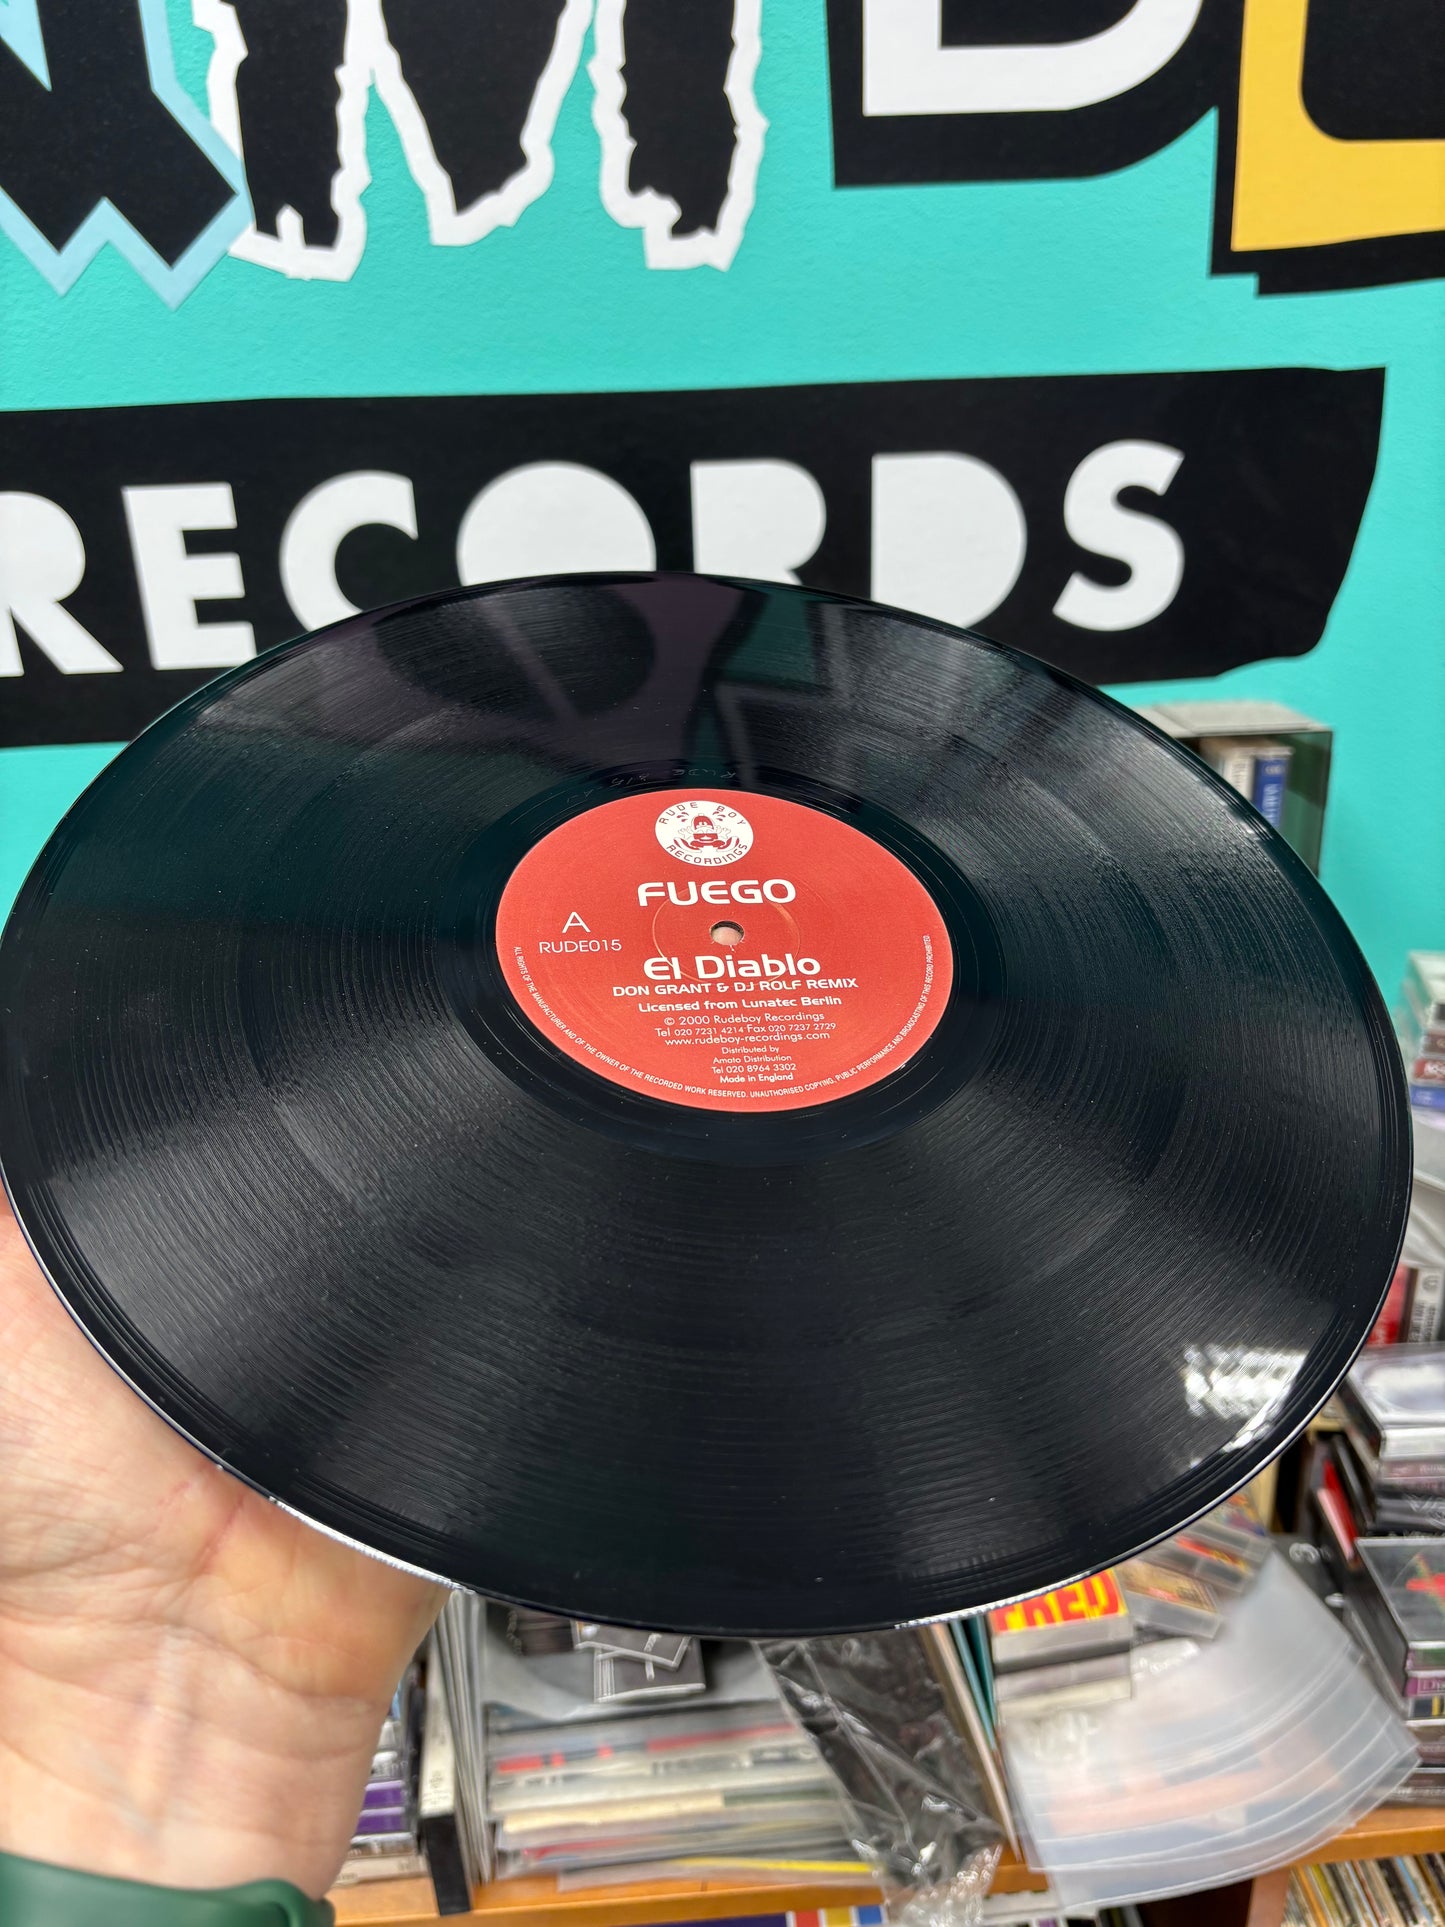 RECORDS
RUDE BOY
RECORDINGS
FUEGO
A
RUDE015
El Diablo
DON GRANT & DJ ROLF REMIX
Licensed from Lunatec Berlin
© 2000 Rudeboy Recordings
Tel 020 7231 4214 Fax 020 7237 2729
www.rudeboy-recordings.com
Distributed by
Amato Distribution
Tel 020 8964 3302
Made in England
ALL RIGHTS OF THE MANUFACTURER AND OF THE OWNER OF THE RECORDED WORK RESERVED. UNAUTHORISED COPYING, PUBLIC PERFORMANCE AND BROADCASTING OF THIS RECORD PROHIBITED.
FRED